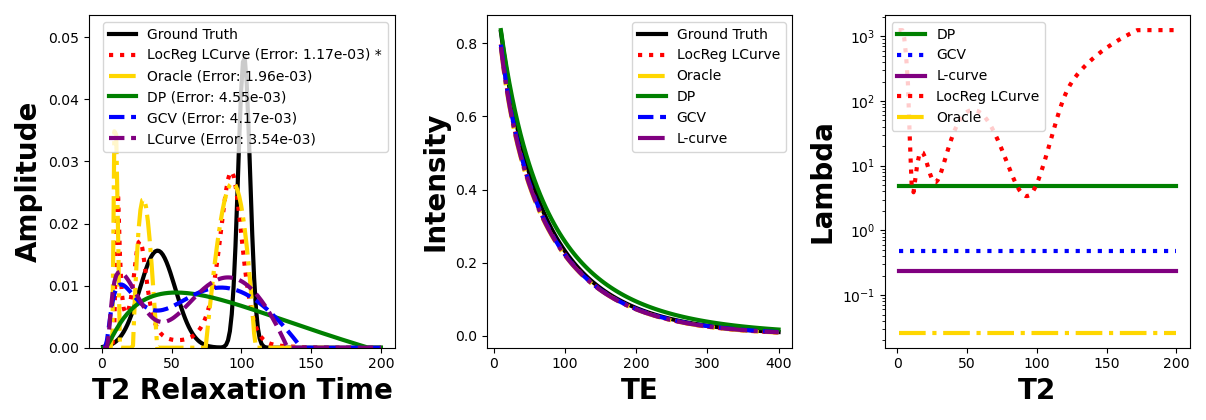 Amplitude
0.05
0.04
0.03
0.02
0.01
0.00
Ground Truth
LocReg LCurve (Error: 1.17e-03) *
Oracle (Error: 1.96e-03)
DP (Error: 4.55e-03)
GCV (Error: 4.17e-03)
LCurve (Error: 3.54e-03)
0 50 100 150 200
T2 Relaxation Time
Intensity
0.8
0.6
0.4
0.2
0.0
Ground Truth
LocReg LCurve
Oracle
DP
GCV
L-curve
0 100 200 300 400
TE
Lambda
10³
10²
10¹
10⁰
10⁻¹
DP
GCV
L-curve
LocReg LCurve
Oracle
0 50 100 150 200
T2